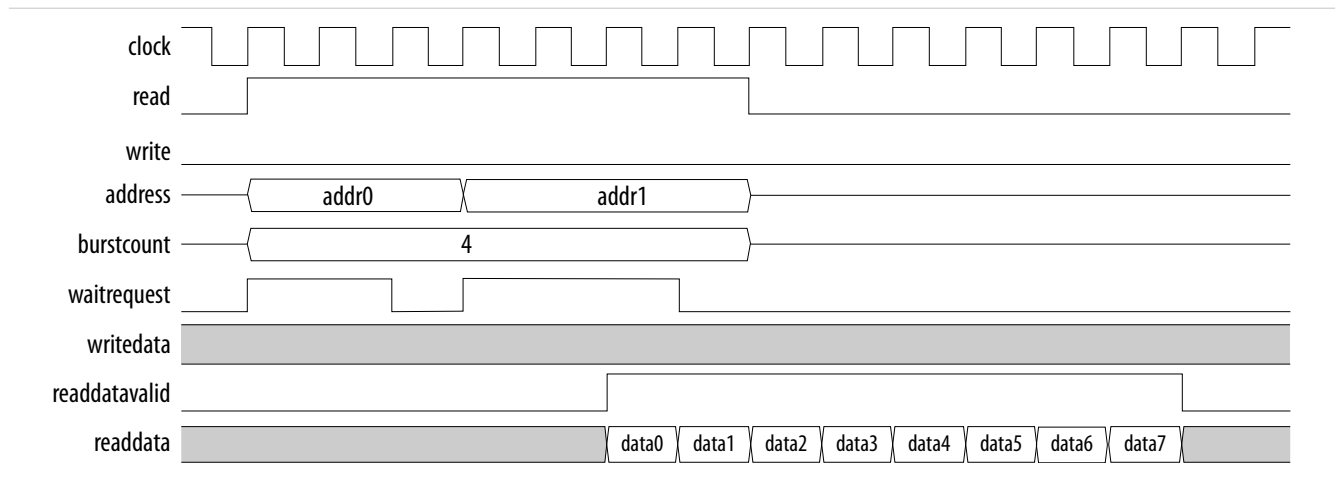 clock
read
write
address addr0 addr1
burstcount 4
waitrequest
writedata
readdatavalid
readdata data0 data1 data2 data3 data4 data5 data6 data7